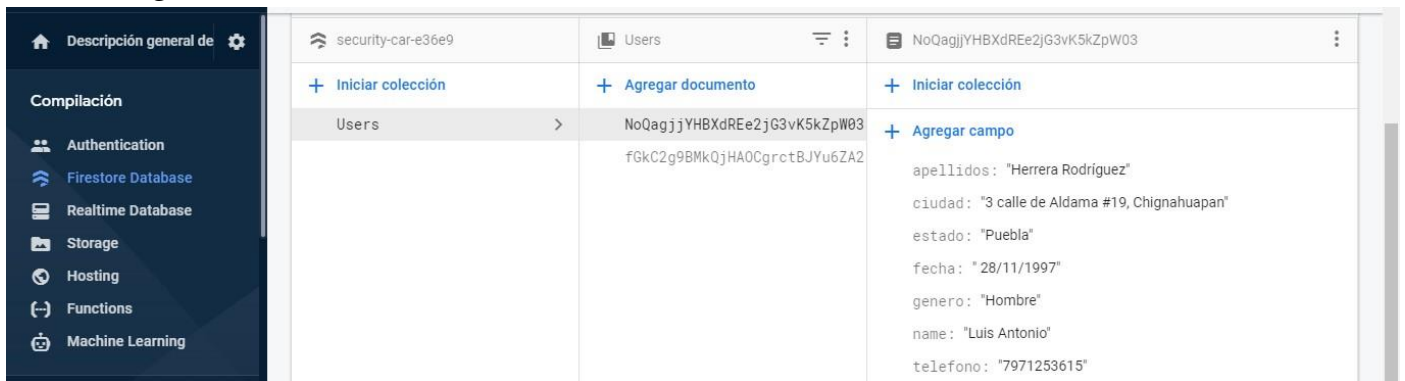 Descripción general de
Compilación
Authentication
Firestore Database
Realtime Database
Storage
Hosting
Functions
Machine Learning
security-car-e36e9
Iniciar colección
Users
Users
Agregar documento
NoQagjjYHBXdREe2jG3vK5kZpW03
fGkC2g9BMkQjHAOCgrctBJYu6ZA2
NoQagjjYHBXdREe2jG3vK5kZpW03
Iniciar colección
Agregar campo
apellidos: "Herrera Rodríguez"
ciudad: "3 calle de Aldama #19, Chignahuapan"
estado: "Puebla"
fecha: " 28/11/1997"
genero: "Hombre"
name: "Luis Antonio"
telefono: "7971253615"